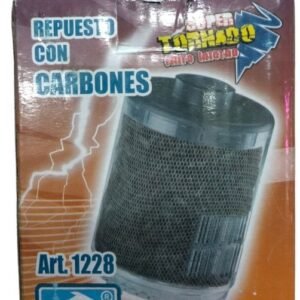 REPUESTO
CON
CARBONES
SUPER
TORNADO
Art. 1228